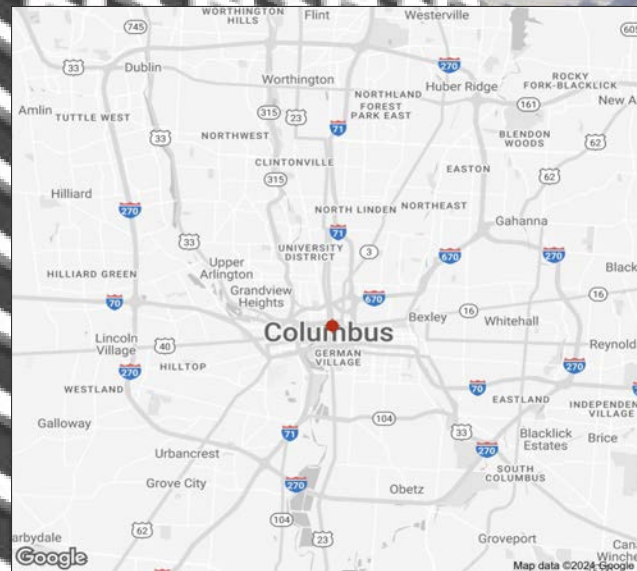 WORTHINGTON
HILLS
Flint
Westerville
745
605
33
Dublin
270
Worthington
Huber Ridge
ROCKY
FORK-BLACKLICK
NORTHLAND
FOREST
PARK EAST
Amlin
TUTTLE WEST
315
23
161
New A
71
33
NORTHWEST
BLENDON
WOODS
62
CLINTONVILLE
EASTON
315
62
Hilliard
270
NORTH LINDEN
NORTHEAST
Gahanna
71
33
UNIVERSITY
DISTRICT
3
670
270
Upper
Arlington
HILLIARD GREEN
Black
Grandview
Heights
70
670
16
16
Bexley
Whitehall
Columbus
Lincoln
Village
40
GERMAN
VILLAGE
Reynold
HILLTOP
270
270
WESTLAND
70
EASTLAND
INDEPENDEN
VILLAGE
Galloway
104
71
33
Blacklick
Estates
Brice
Urbancrest
270
SOUTH
COLUMBUS
Grove City
270
Obetz
104
62
23
Groveport
arbydale
Can
Winche
Google
Map data ©2024 Google